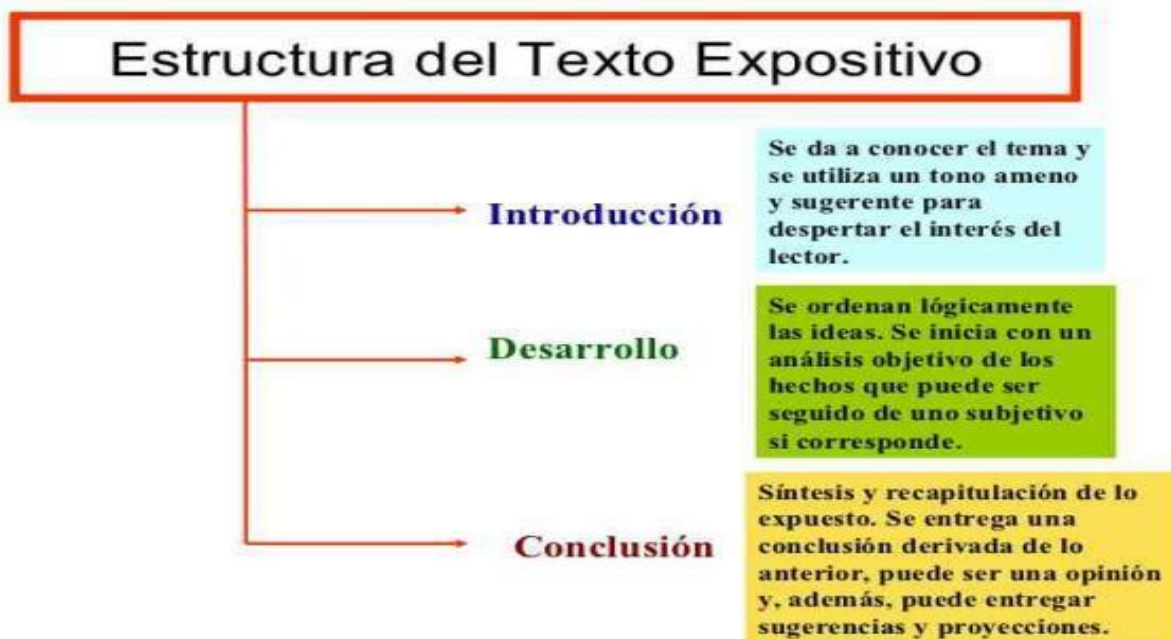 Estructura del Texto Expositivo
Introducción
Se da a conocer el tema y
se utiliza un tono ameno
y sugerente para
despertar el interés del
lector.
Desarrollo
Se ordenan lógicamente
las ideas. Se inicia con un
análisis objetivo de los
hechos que puede ser
seguido de uno subjetivo
si corresponde.
Conclusión
Síntesis y recapitulación de lo
expuesto. Se entrega una
conclusión derivada de lo
anterior, puede ser una opinión
y, además, puede entregar
sugerencias y proyecciones.